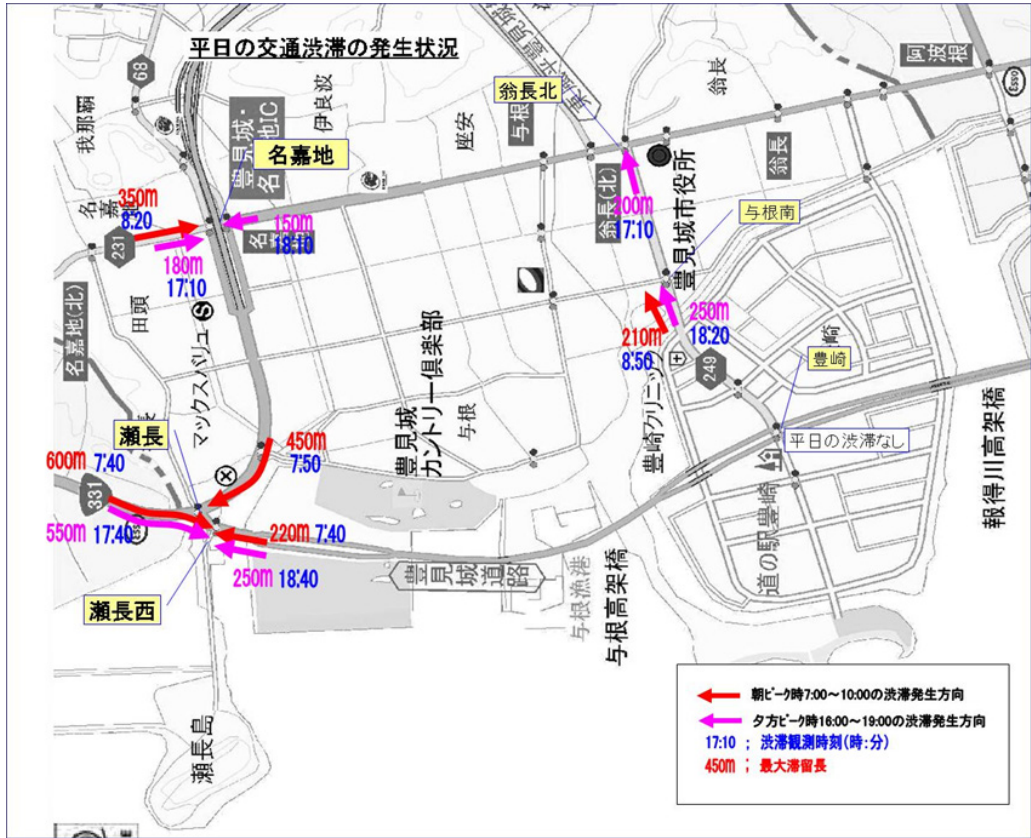 平日の交通渋滞の発生状況
68
我那覇
伊良波
座安
与根
翁長
阿波根
Esso
翁長北
名嘉地
翁長
翁長(北)
豊見城市役所
350m
8:20
231
150m
18:10
180m
17:10
200m
17:10
与根南
田頭
名嘉地(北)
マックスバリュ
豊見城
カントリー倶楽部
与根
210m
8:50
250m
18:20
249
豊崎
豊崎クリニック
平日の渋滞なし
瀬長
600m 7:40
331
450m
7:50
550m 17:40
220m 7:40
250m 18:40
瀬長西
豊見城道路
与根漁港
与根高架橋
道の駅豊崎
報得川高架橋
瀬長島
朝ピーク時7:00~10:00の渋滞発生方向
夕方ピーク時16:00~19:00の渋滞発生方向
17:10 ; 渋滞観測時刻(時:分)
450m ; 最大滞留長